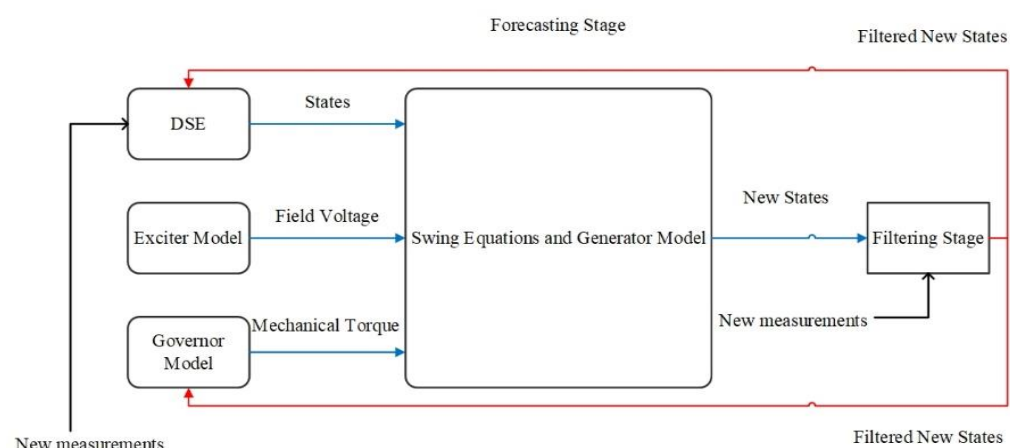 Forecasting Stage
Filtered New States
DSE
States
Exciter Model
Field Voltage
Swing Equations and Generator Model
New States
Filtering Stage
Governor
Model
Mechanical Torque
New measurements
New measurements
Filtered New States